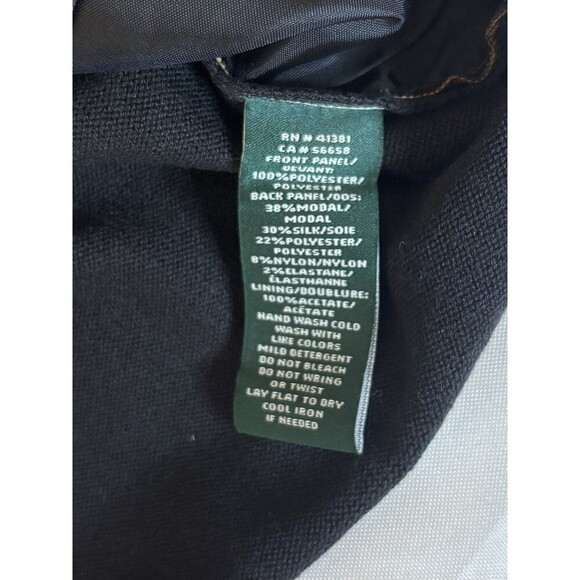 RN # 41381
CA # 56658
FRONT PANEL/
DEVANT:
100%POLYESTER/
POLYESTER
BACK PANEL/DOS:
38%MODAL/
MODAL
30%SILK/SOIE
22%POLYESTER/
POLYESTER
8%NYLON/NYLON
2%ELASTANE/
ÉLASTHANNE
LINING/DOUBLURE:
100%ACETATE/
ACÉTATE
HAND WASH COLD
WASH WITH
LIKE COLORS
MILD DETERGENT
DO NOT BLEACH
DO NOT WRING
OR TWIST
LAY FLAT TO DRY
COOL IRON
IF NEEDED